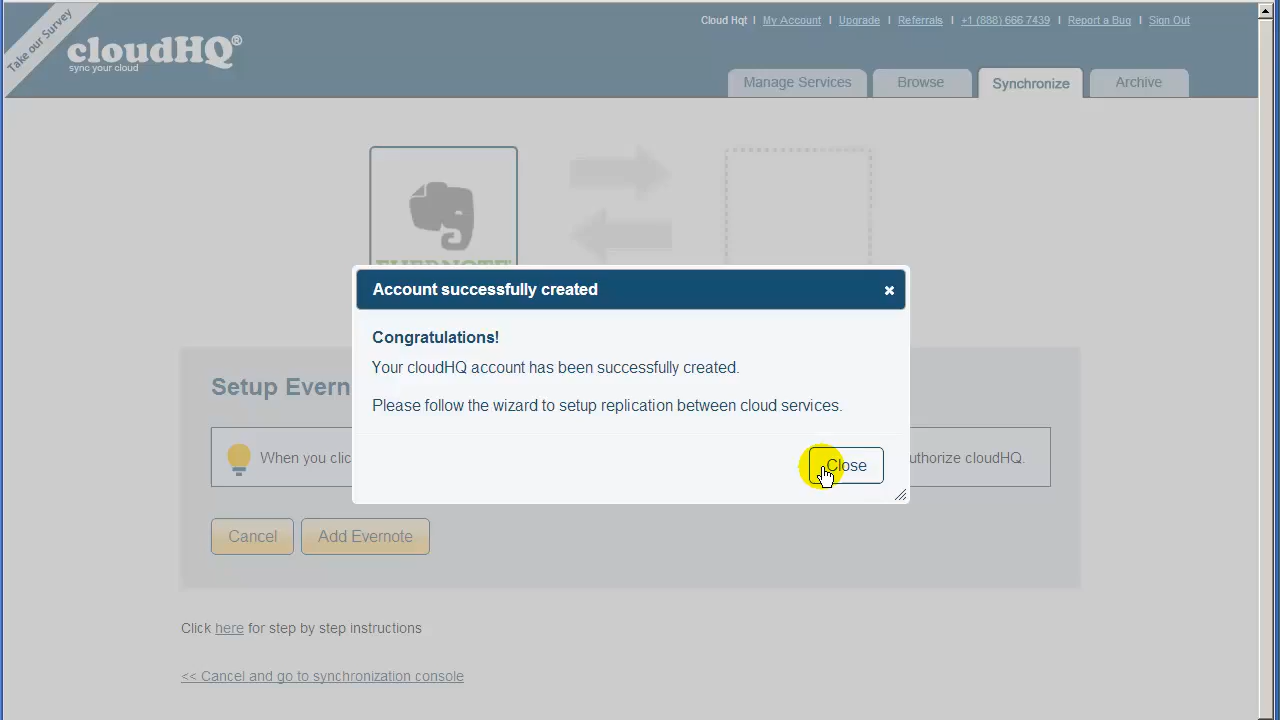 Take our Survey
cloudHQ®
sync your cloud
Cloud Hqt | My Account | Upgrade | Referrals | +1 (888) 666 7439 | Report a Bug | Sign Out
Manage Services Browse Synchronize Archive
EVERNOTE
Account successfully created
Congratulations!
Your cloudHQ account has been successfully created.
Please follow the wizard to setup replication between cloud services.
Close
Setup Evern
When you clic
uthorize cloudHQ.
Cancel Add Evernote
Click here for step by step instructions
<< Cancel and go to synchronization console